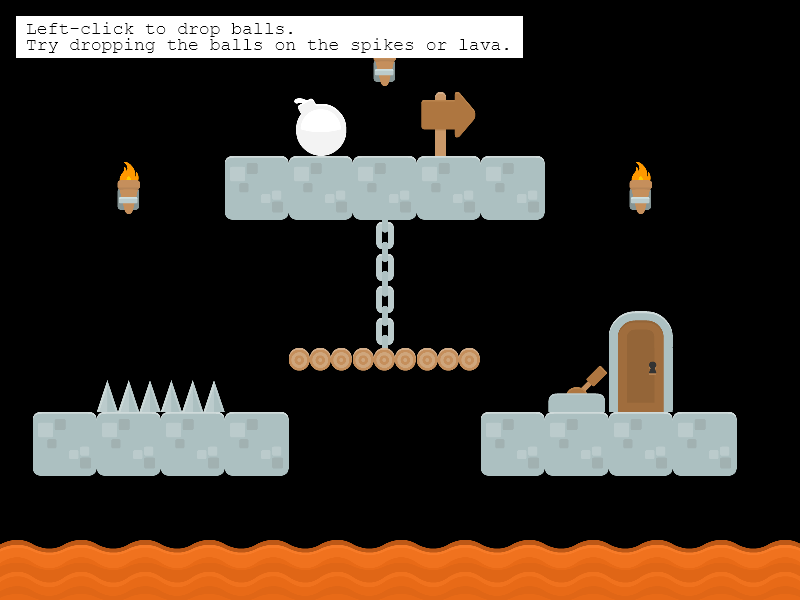 Left-click to drop balls.
Try dropping the balls on the spikes or lava.